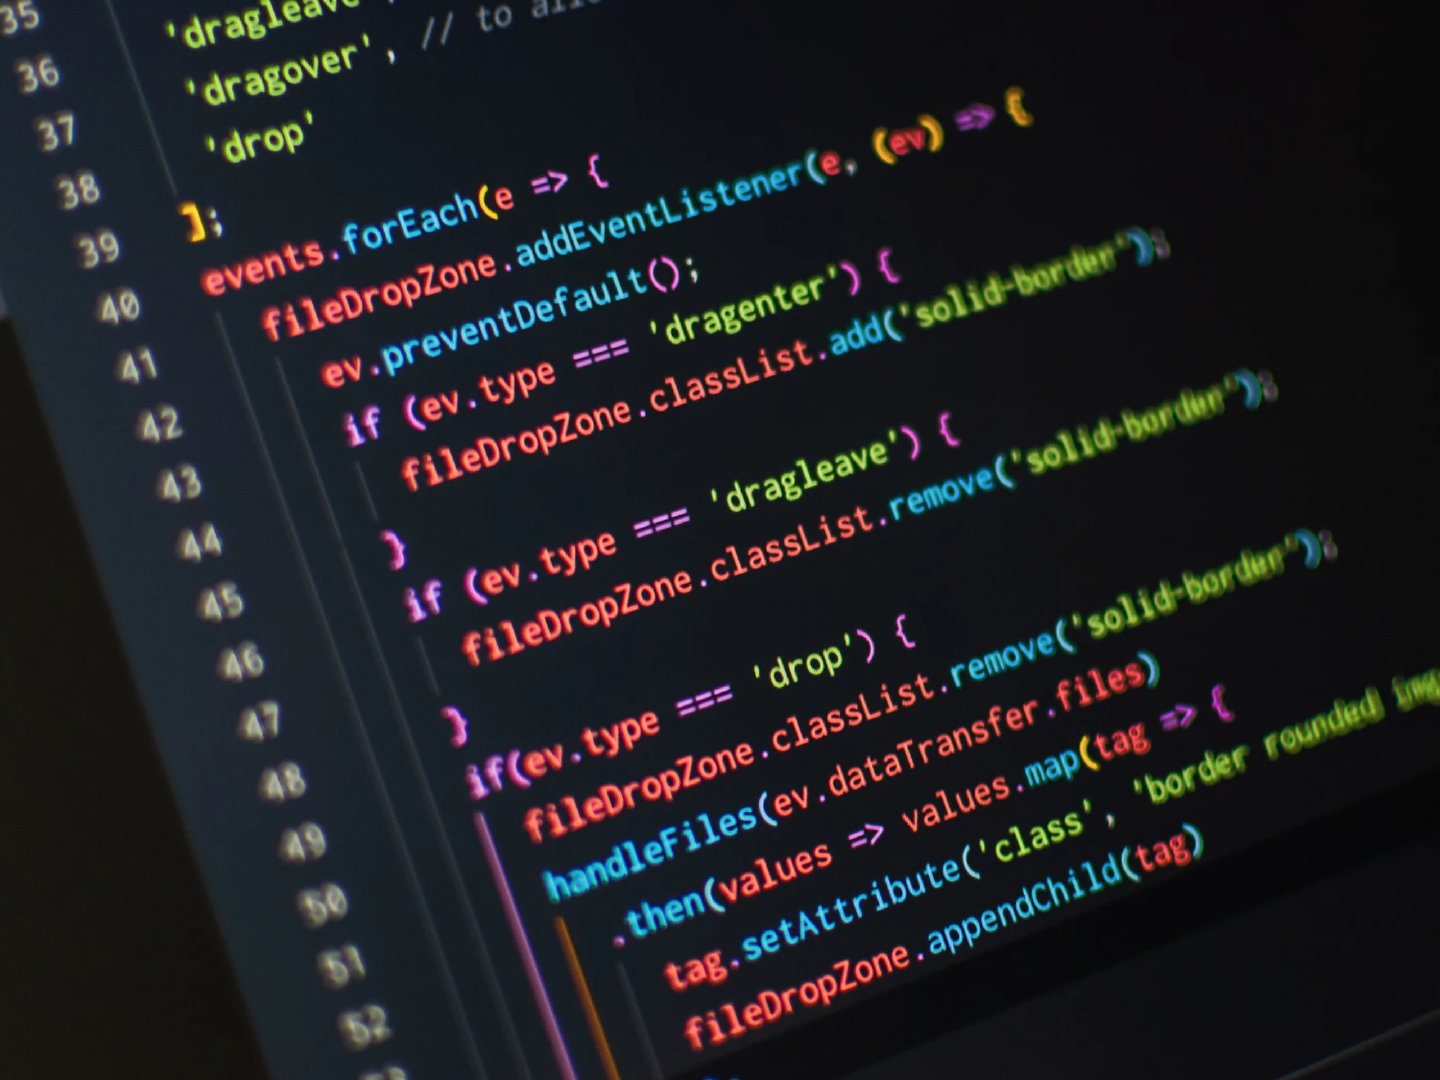 35 'dragleave
36 'dragover', // to
37 'drop'
38 ];
39 events.forEach(e => {
40 fileDropZone.addEventListener(e, (ev) => {
41 ev.preventDefault();
42 if (ev.type === 'dragenter') {
43 fileDropZone.classList.add('solid-border');
44 }
45 if (ev.type === 'dragleave') {
46 fileDropZone.classList.remove('solid-border');
47 }
48 if(ev.type === 'drop') {
49 fileDropZone.classList.remove('solid-border');
50 handleFiles(ev.dataTransfer.files)
51 .then(values => values.map(tag => {
52 tag.setAttribute('class', 'border rounded
fileDropZone.appendChild(tag)